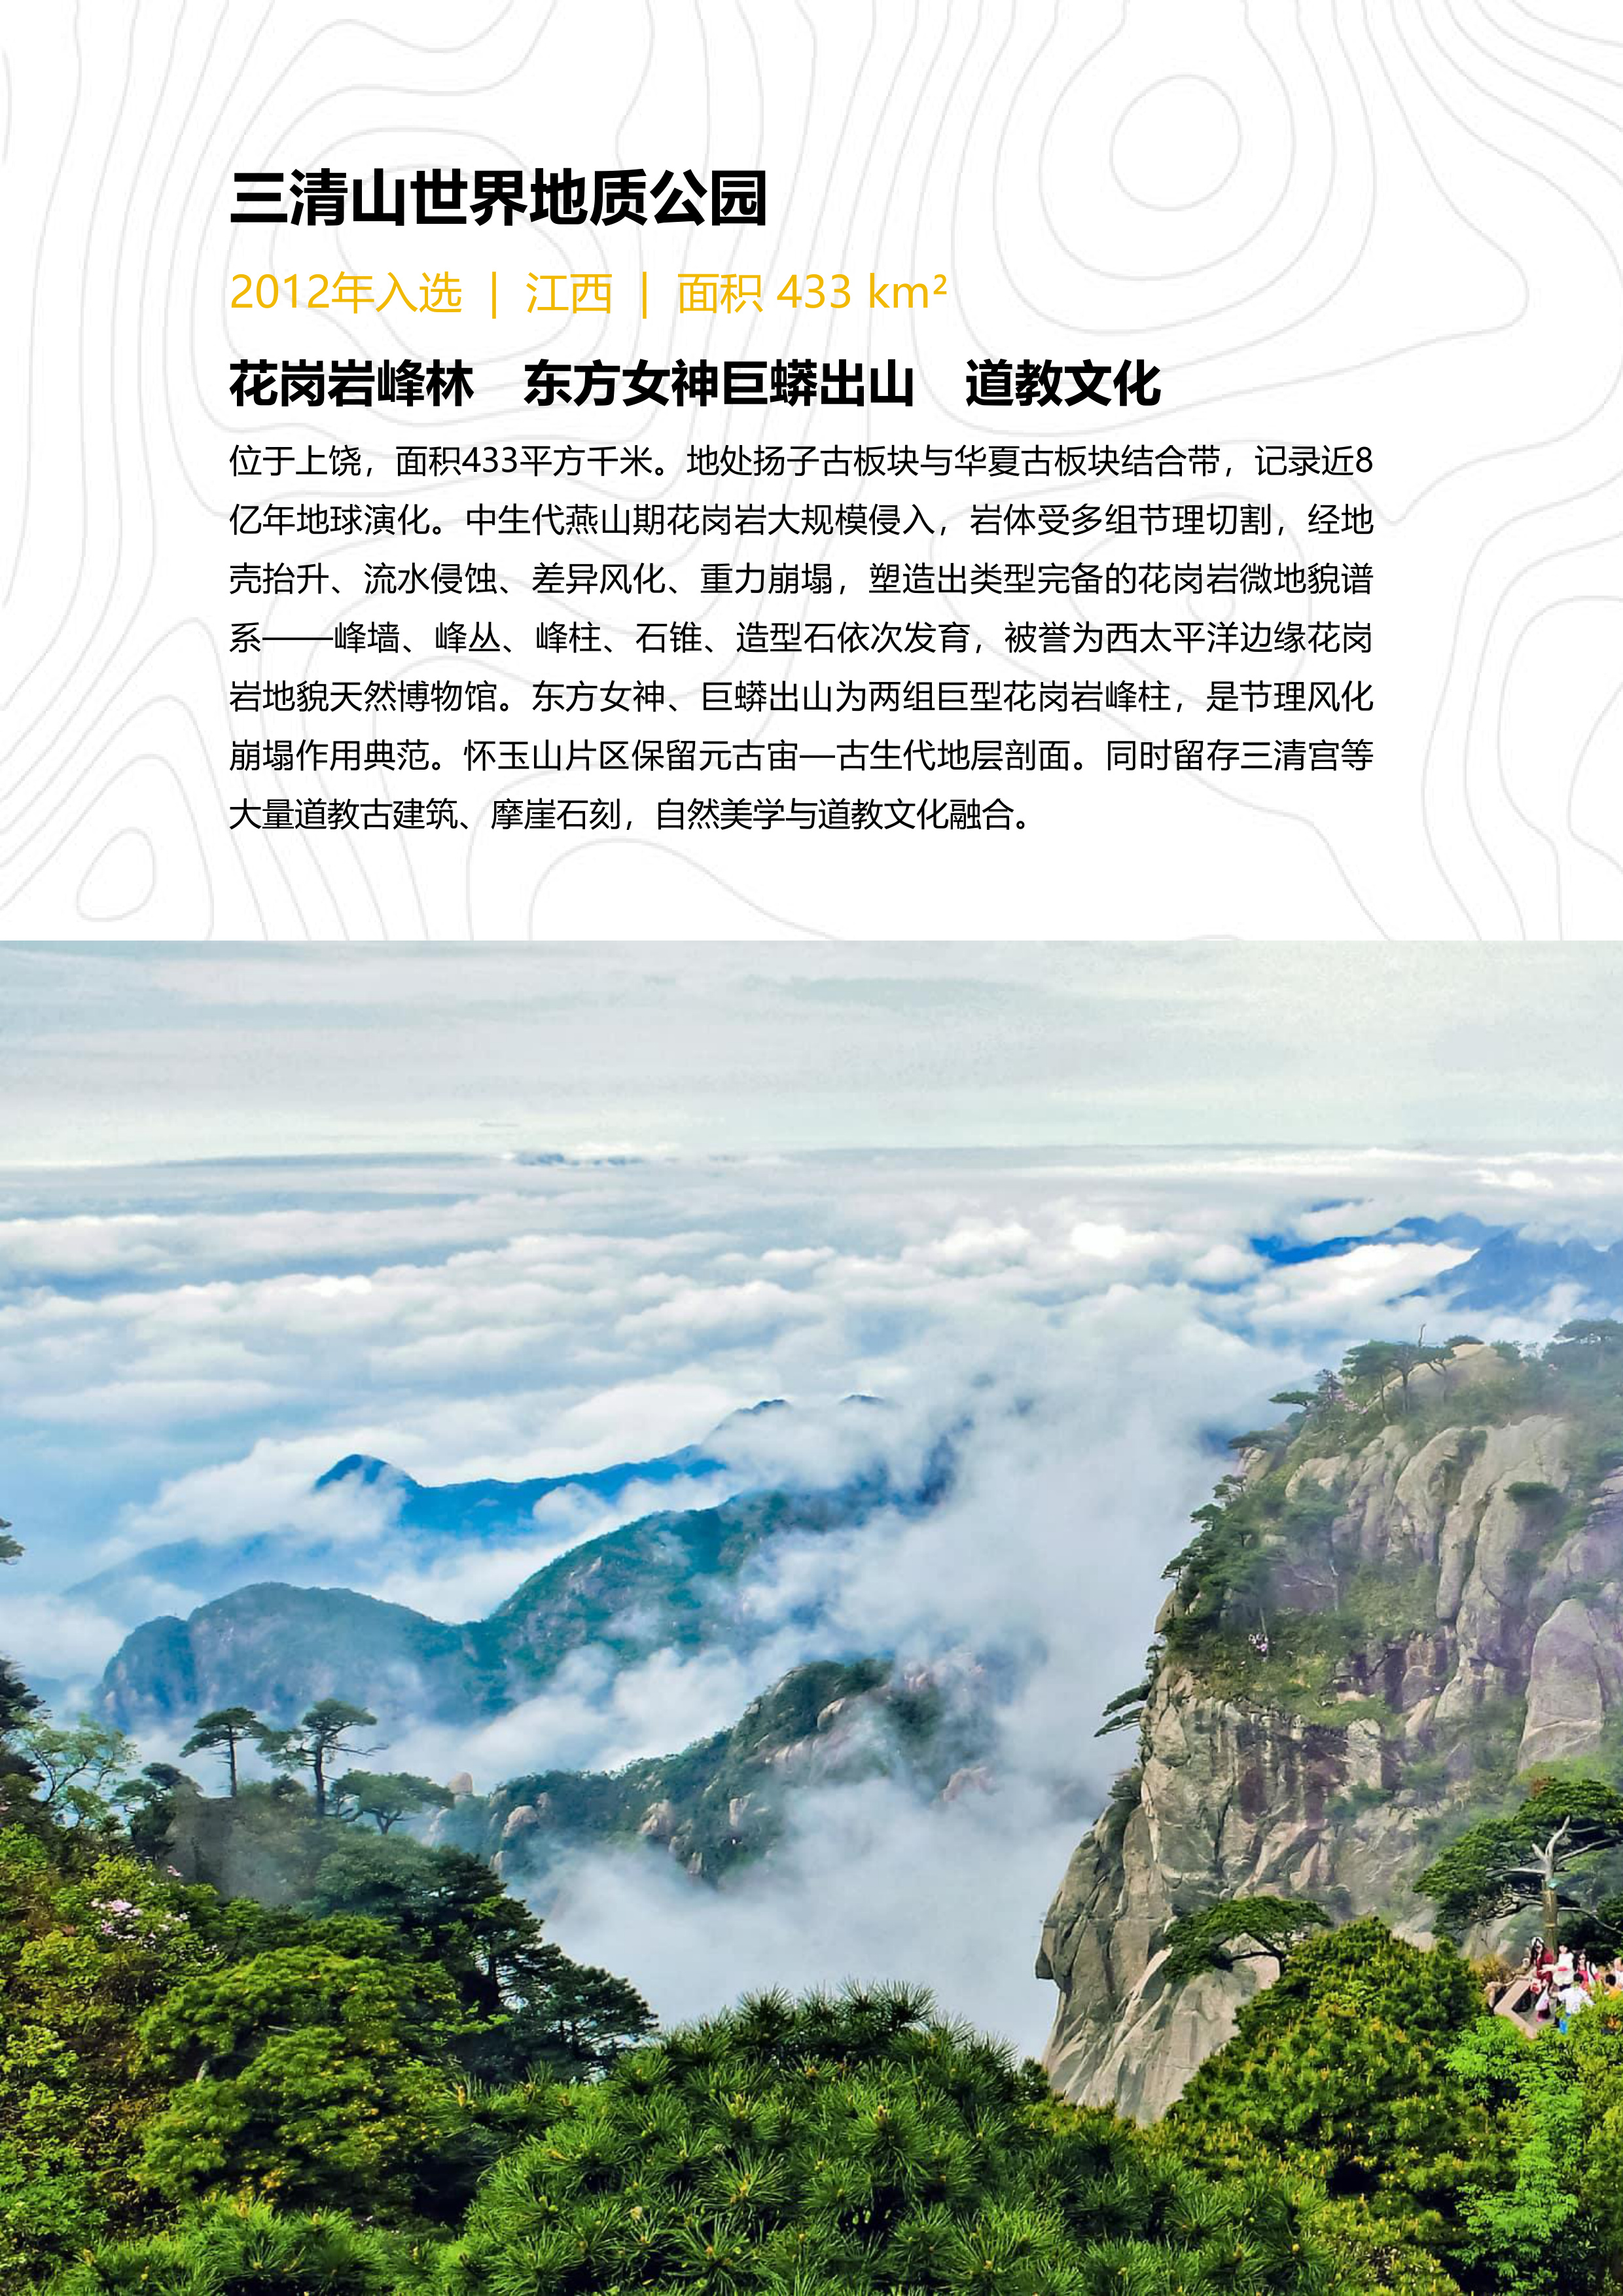 三清山世界地质公园
2012年入选 | 江西 | 面积 433 km²
花岗岩峰林 东方女神巨蟒出山 道教文化
位于上饶，面积433平方千米。地处扬子古板块与华夏古板块结合带，记录近8
亿年地球演化。中生代燕山期花岗岩大规模侵入，岩体受多组节理切割，经地
壳抬升、流水侵蚀、差异风化、重力崩塌，塑造出类型完备的花岗岩微地貌谱
系——峰墙、峰丛、峰柱、石锥、造型石依次发育，被誉为西太平洋边缘花岗
岩地貌天然博物馆。东方女神、巨蟒出山为两组巨型花岗岩峰柱，是节理风化
崩塌作用典范。怀玉山片区保留元古宙—古生代地层剖面。同时留存三清宫等
大量道教古建筑、摩崖石刻，自然美学与道教文化融合。